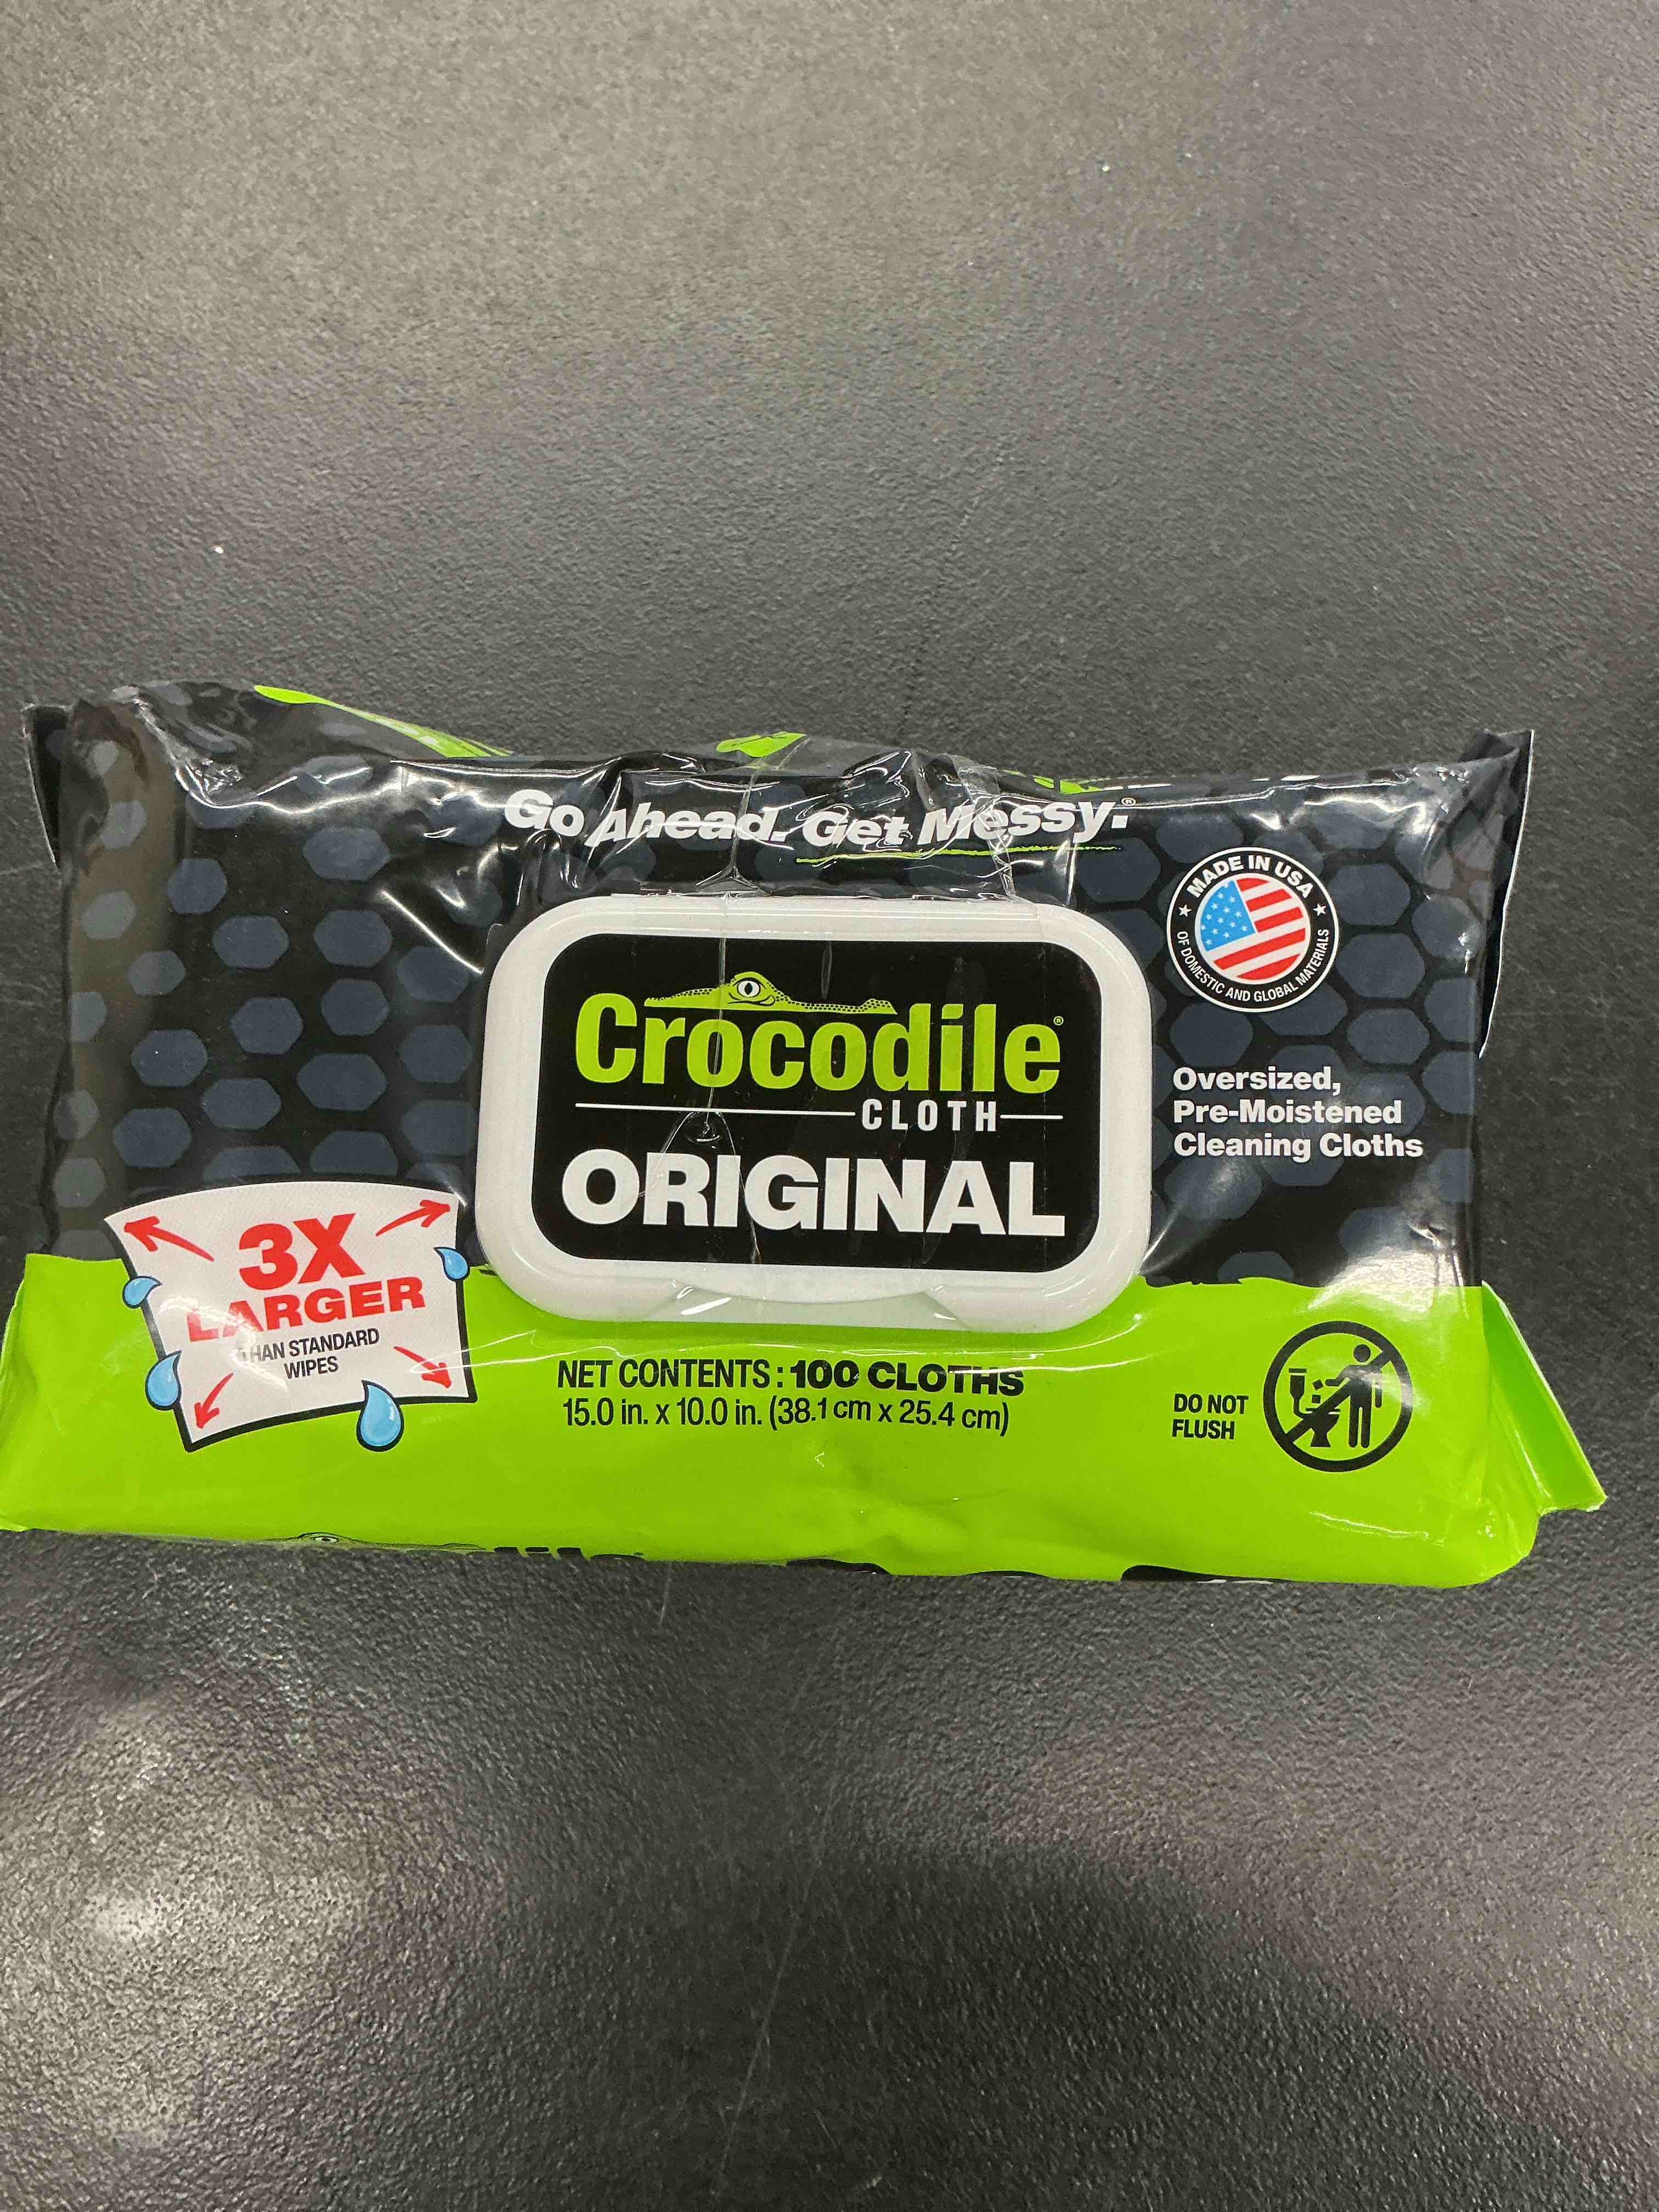 Go Ahead. Get Messy.®
MADE IN USA
OF DOMESTIC AND GLOBAL MATERIALS
Crocodile®
CLOTH
ORIGINAL
Oversized,
Pre-Moistened
Cleaning Cloths
3X
LARGER
THAN STANDARD
WIPES
NET CONTENTS: 100 CLOTHS
15.0 in. x 10.0 in. (38.1 cm x 25.4 cm)
DO NOT
FLUSH